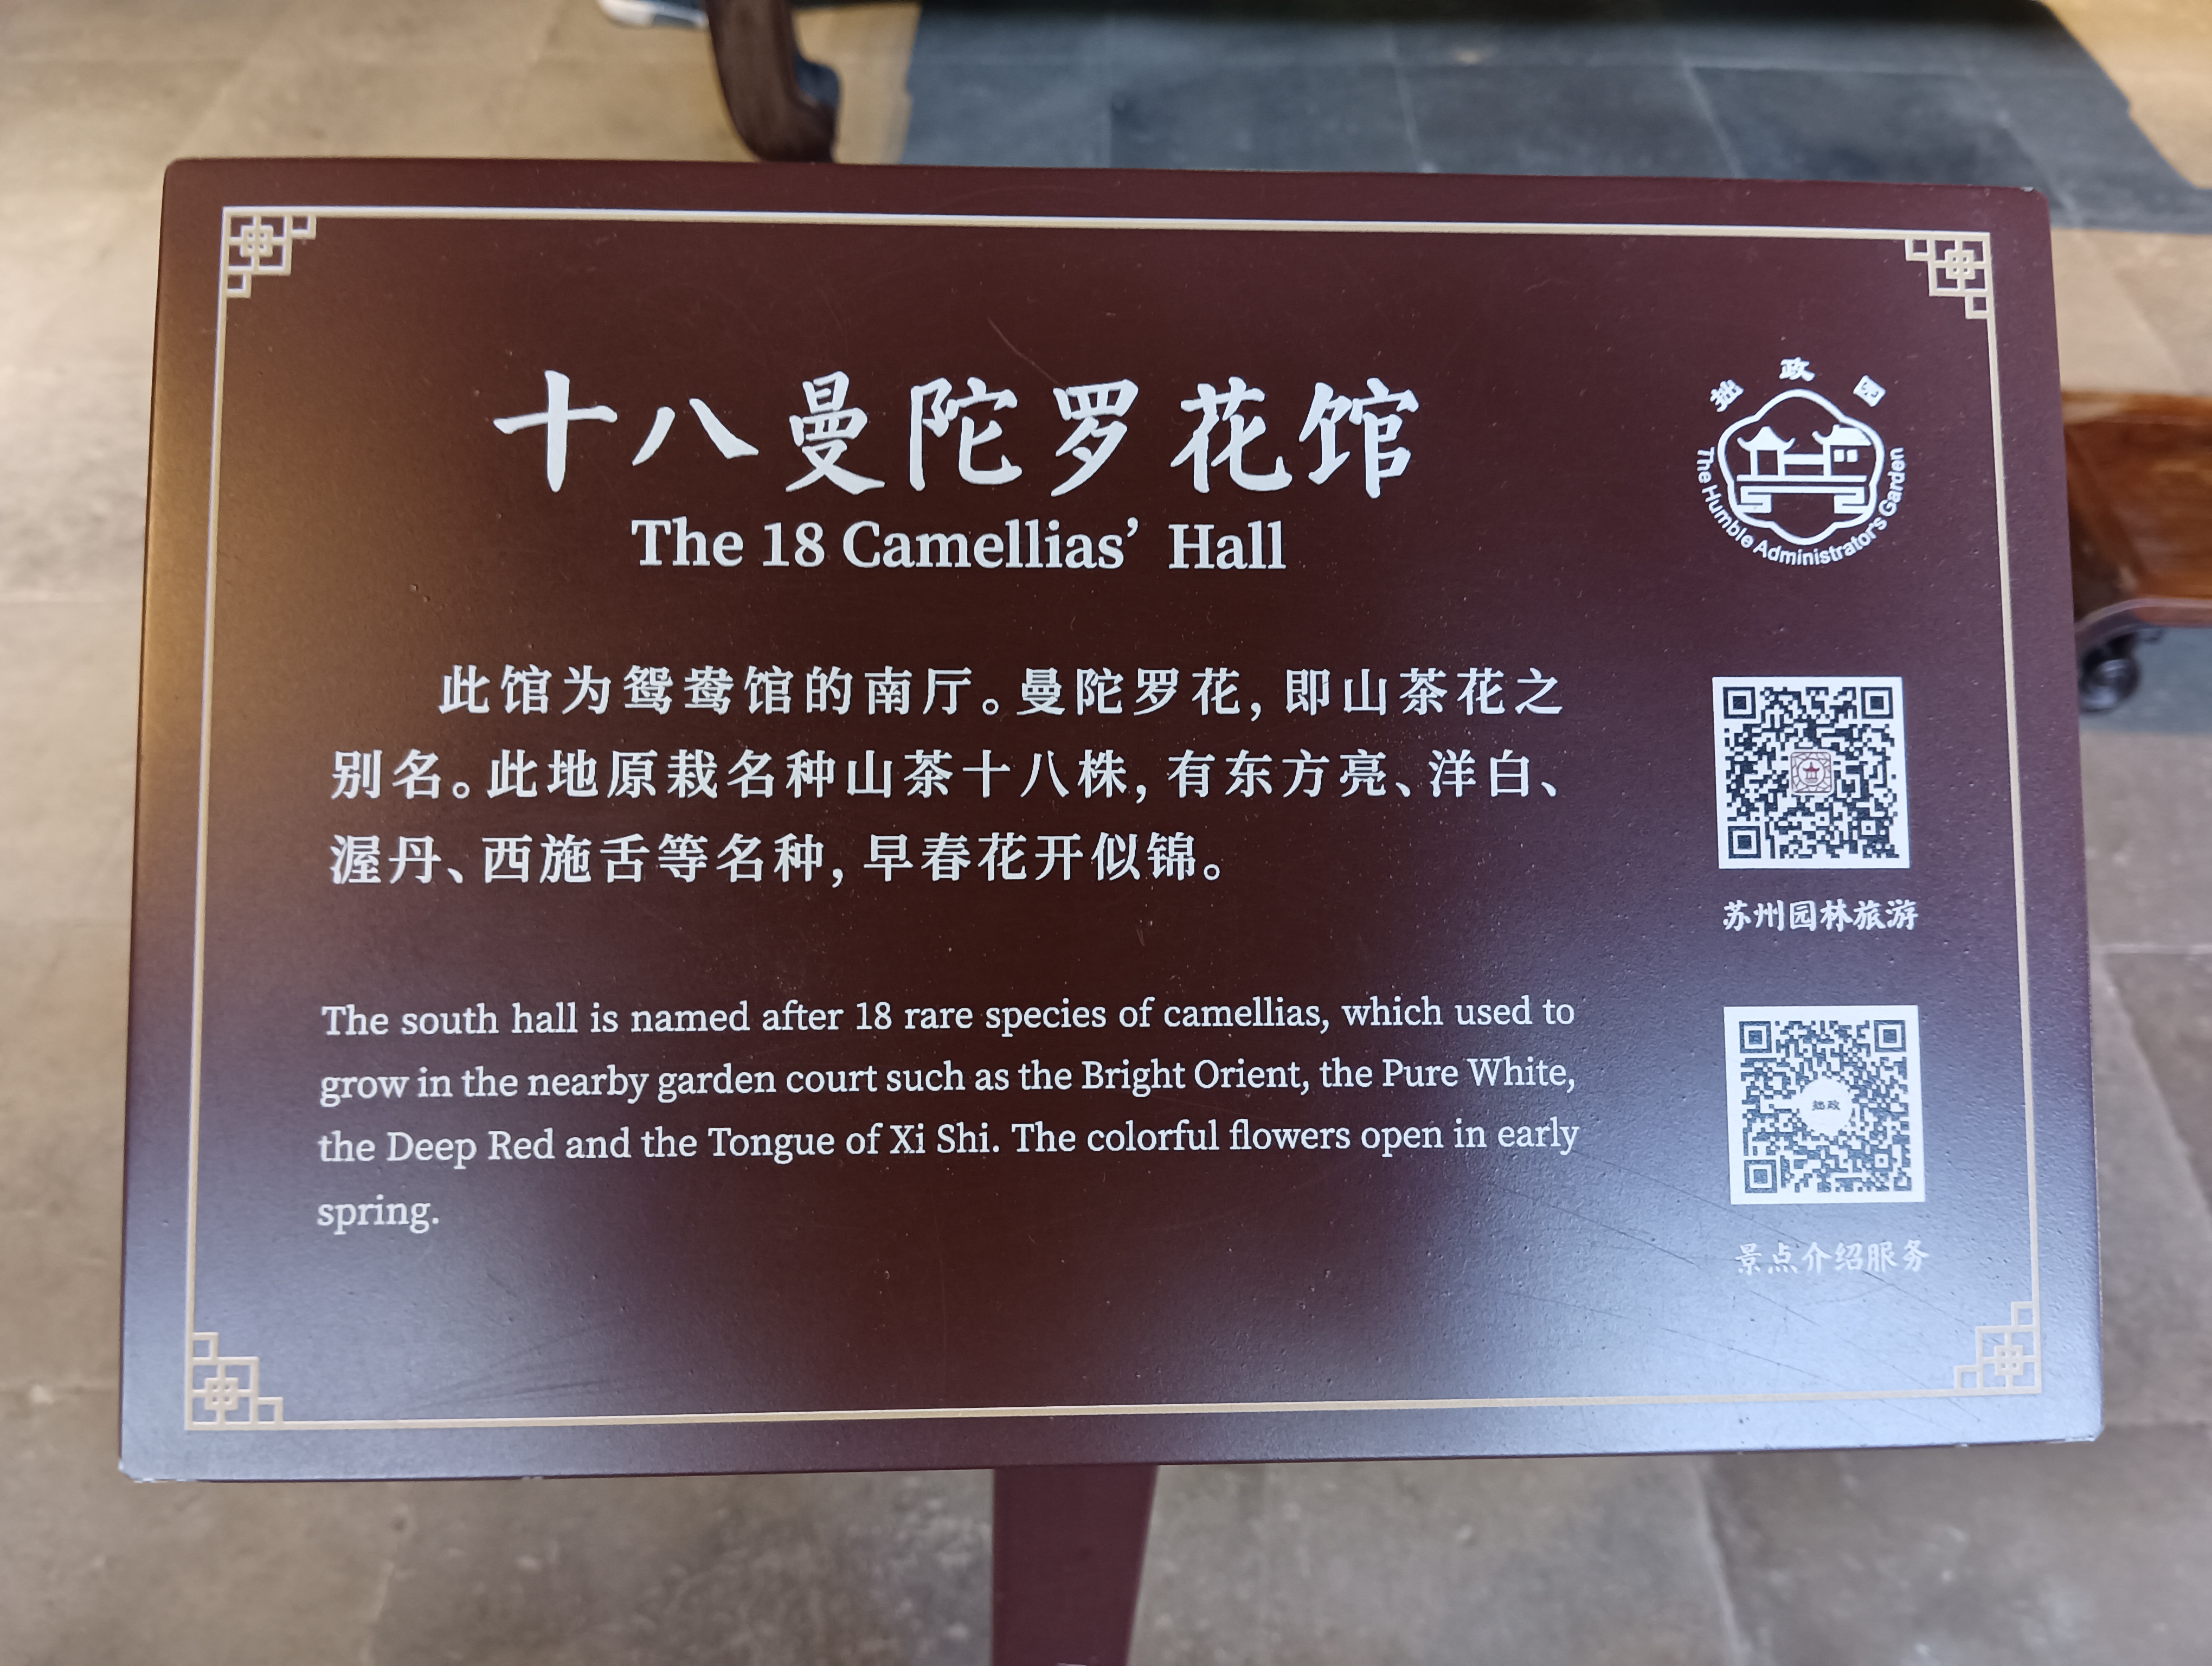 十八曼陀罗花馆
The 18 Camellias’ Hall
拙政园
The Humble Administrator's Garden
此馆为鸳鸯馆的南厅。曼陀罗花，即山茶花之
别名。此地原栽名种山茶十八株，有东方亮、洋白、
渥丹、西施舌等名种，早春花开似锦。
The south hall is named after 18 rare species of camellias, which used to
grow in the nearby garden court such as the Bright Orient, the Pure White,
the Deep Red and the Tongue of Xi Shi. The colorful flowers open in early
spring.
苏州园林旅游
拙政
景点介绍服务